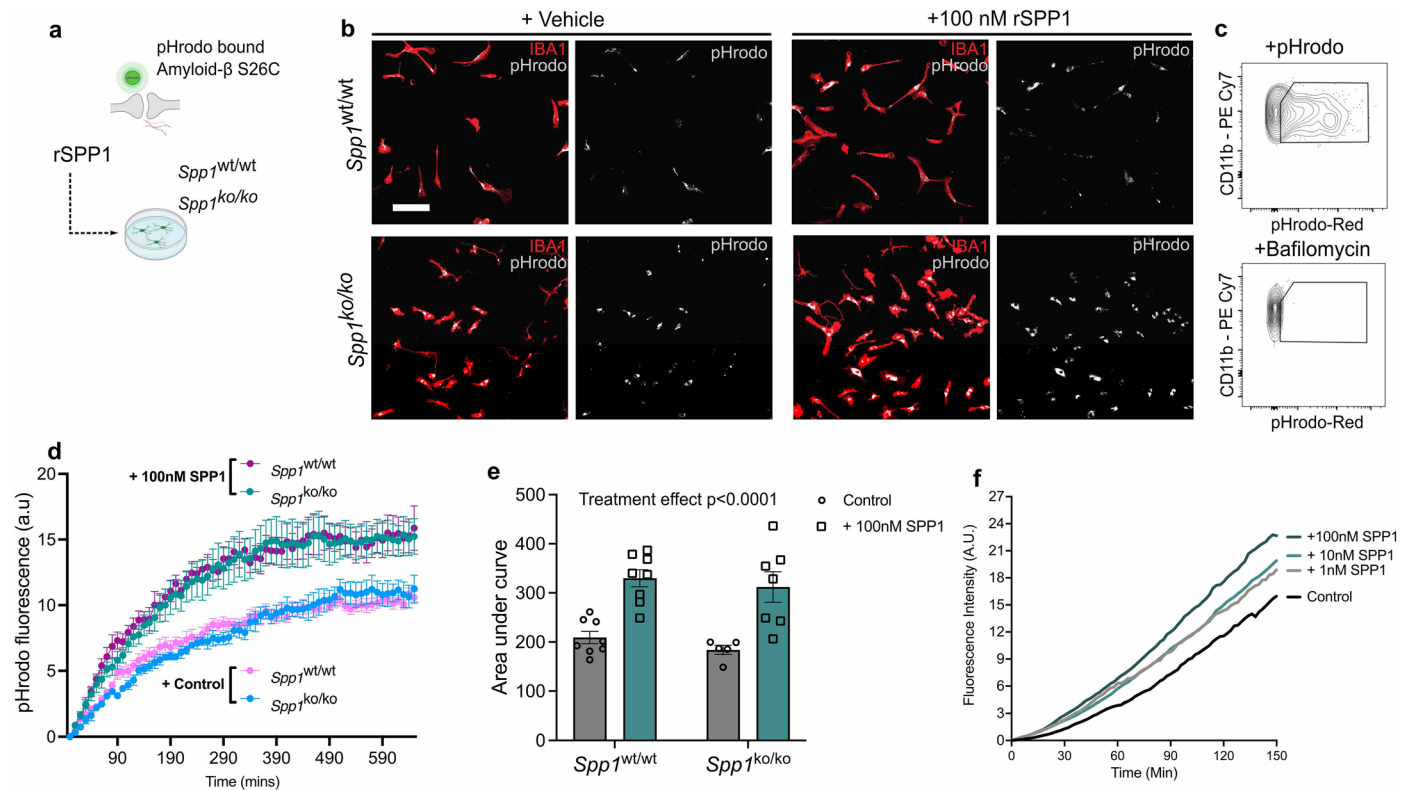 a
pHrodo bound
Amyloid-β S26C
rSPP1
Spp1wt/wt
Spp1ko/ko
b
+ Vehicle
+100 nM rSPP1
Spp1wt/wt
IBA1
pHrodo
pHrodo
IBA1
pHrodo
pHrodo
Spp1ko/ko
IBA1
pHrodo
pHrodo
IBA1
pHrodo
pHrodo
c
+pHrodo
CD11b - PE Cy7
pHrodo-Red
+Bafilomycin
CD11b - PE Cy7
pHrodo-Red
d
+ 100nM SPP1
Spp1wt/wt
Spp1ko/ko
+ Control
Spp1wt/wt
Spp1ko/ko
pHrodo fluorescence (a.u)
20
15
10
5
0
90 190 290 390 490 590
Time (mins)
e
Treatment effect p<0.0001
Control
+ 100nM SPP1
Area under curve
500
400
300
200
100
0
Spp1wt/wt Spp1ko/ko
f
Fluorescence Intensity (A.U.)
27
24
21
18
15
12
9
6
3
0
0 30 60 90 120 150
Time (Min)
+100nM SPP1
+ 10nM SPP1
+ 1nM SPP1
Control